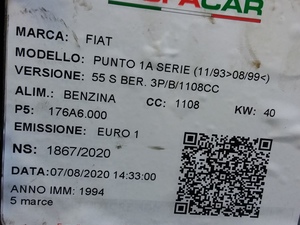 PACAR
MARCA: FIAT
MODELLO: PUNTO 1A SERIE (11/93>08/99<)
VERSIONE: 55 S BER. 3P/B/1108CC
ALIM.: BENZINA CC: 1108 KW: 40
P5: 176A6.000
EMISSIONE: EURO 1
NS: 1867/2020
DATA:07/08/2020 14:33:00
ANNO IMM: 1994
5 marce